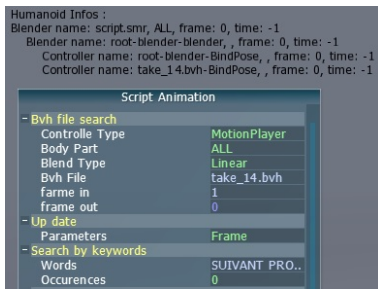 Humanoid Infos :
Blender name: script.smr, ALL, frame: 0, time: -1
Blender name: root-blender-blender, , frame: 0, time: -1
Controller name: root-blender-BindPose, , frame: 0, time: -1
Controller name: take_14.bvh-BindPose, , frame: 0, time: -1
Script Animation
- Bvh file search
Controlle Type MotionPlayer
Body Part ALL
Blend Type Linear
Bvh File take_14.bvh
farme in 1
frame out 0
- Up date
Parameters Frame
- Search by keywords
Words SUIVANT PRO..
Occurences 0